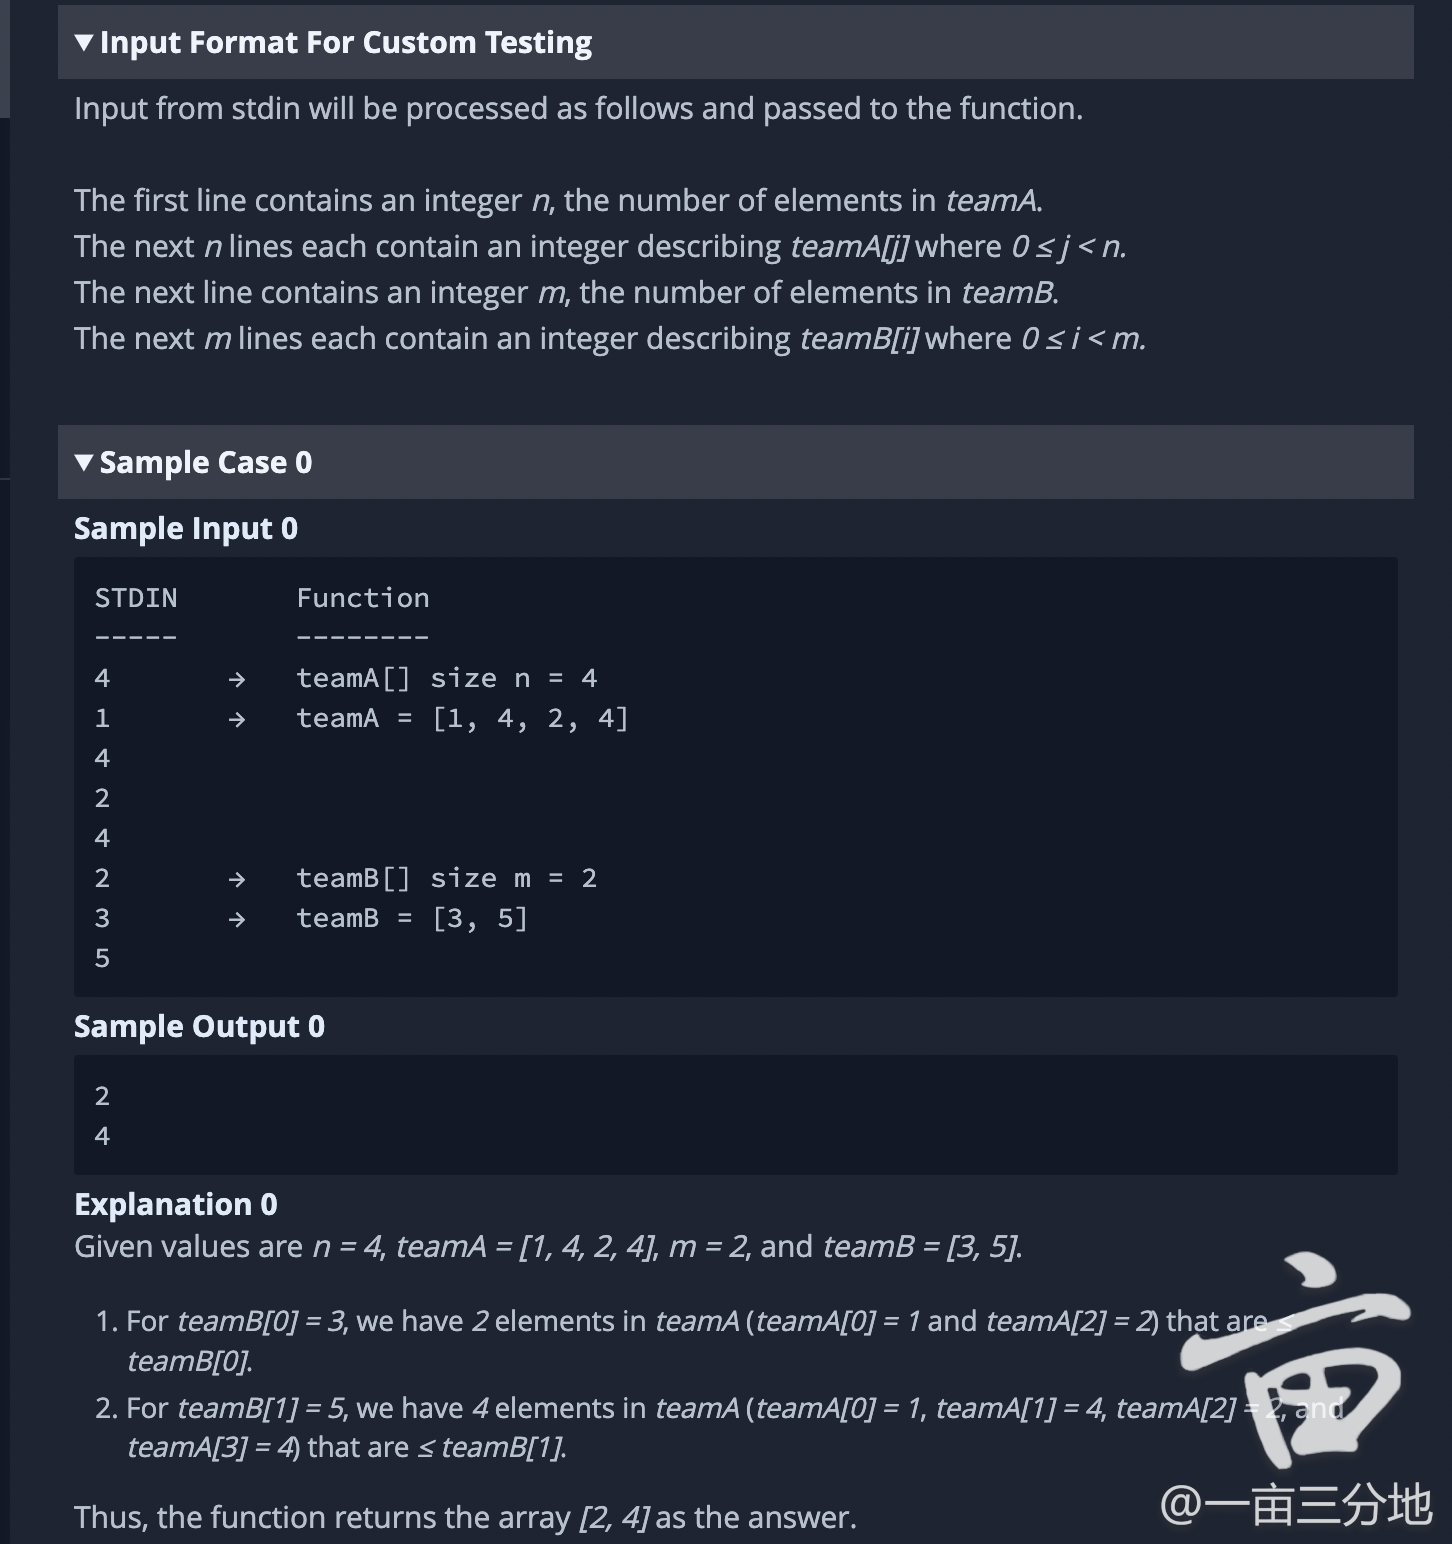 ▼ Input Format For Custom Testing
Input from stdin will be processed as follows and passed to the function.
The first line contains an integer n, the number of elements in teamA.
The next n lines each contain an integer describing teamA[j] where 0 ≤ j < n.
The next line contains an integer m, the number of elements in teamB.
The next m lines each contain an integer describing teamB[i] where 0 ≤ i < m.
▼ Sample Case 0
Sample Input 0
STDIN Function
----- --------
4 → teamA[] size n = 4
1 → teamA = [1, 4, 2, 4]
4
2
4
2 → teamB[] size m = 2
3 → teamB = [3, 5]
5
Sample Output 0
2
4
Explanation 0
Given values are n = 4, teamA = [1, 4, 2, 4], m = 2, and teamB = [3, 5].
1. For teamB[0] = 3, we have 2 elements in teamA (teamA[0] = 1 and teamA[2] = 2) that are ≤
teamB[0].
2. For teamB[1] = 5, we have 4 elements in teamA (teamA[0] = 1, teamA[1] = 4, teamA[2] = 2, and
teamA[3] = 4) that are ≤ teamB[1].
Thus, the function returns the array [2, 4] as the answer.
亩
@一亩三分地